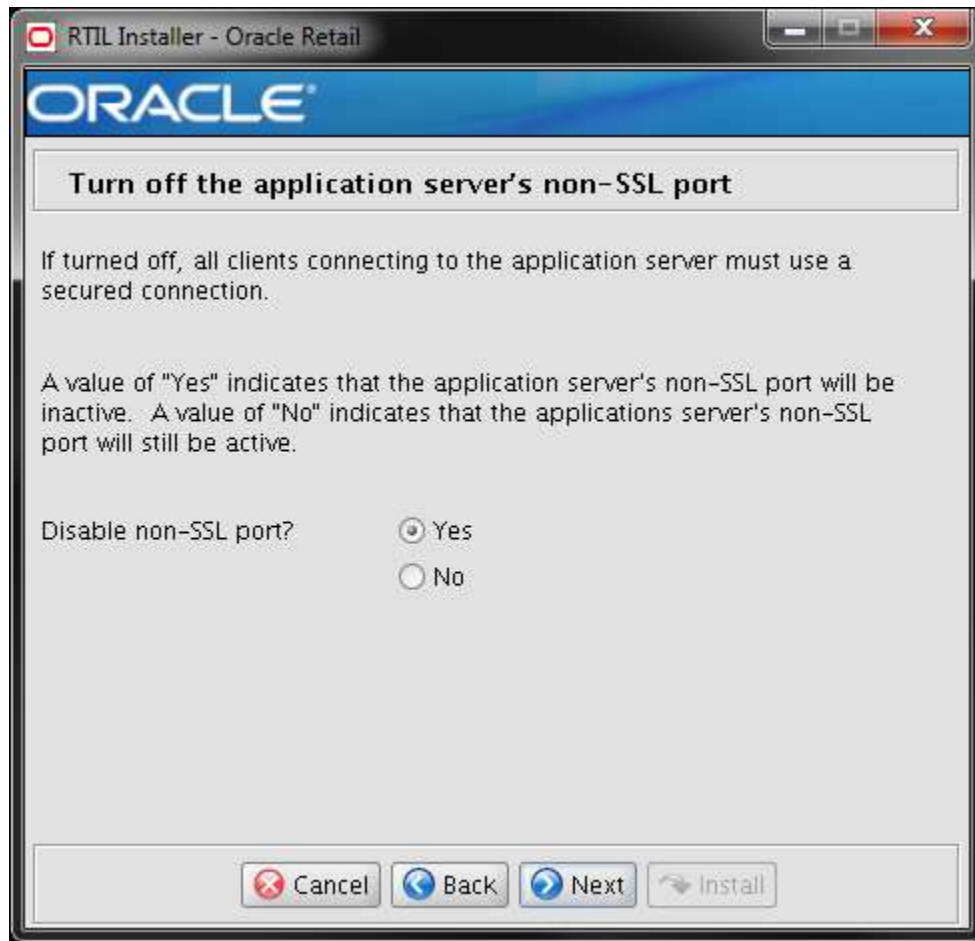 RTIL Installer - Oracle Retail
ORACLE®
Turn off the application server's non-SSL port
If turned off, all clients connecting to the application server must use a
secured connection.
A value of "Yes" indicates that the application server's non-SSL port will be
inactive. A value of "No" indicates that the applications server's non-SSL
port will still be active.
Disable non-SSL port?
Yes
No
Cancel
Back
Next
Install